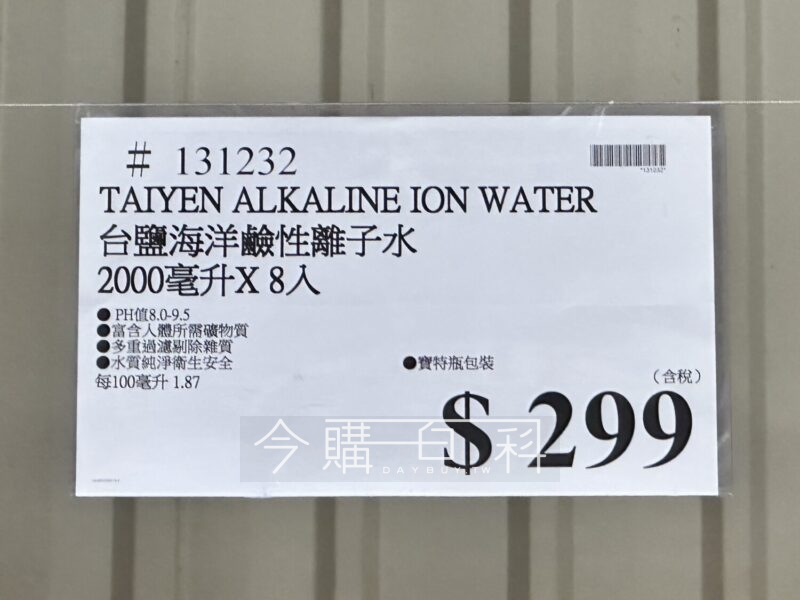 # 131232
*131232*
TAIYEN ALKALINE ION WATER
台鹽海洋鹼性離子水
2000毫升X 8入
● PH值8.0-9.5
●富含人體所需礦物質
●多重過濾剔除雜質
●水質純淨衛生安全
●寶特瓶包裝
每100毫升 1.87
（含稅）
$ 299
今購百科
TDAYBUY.TW